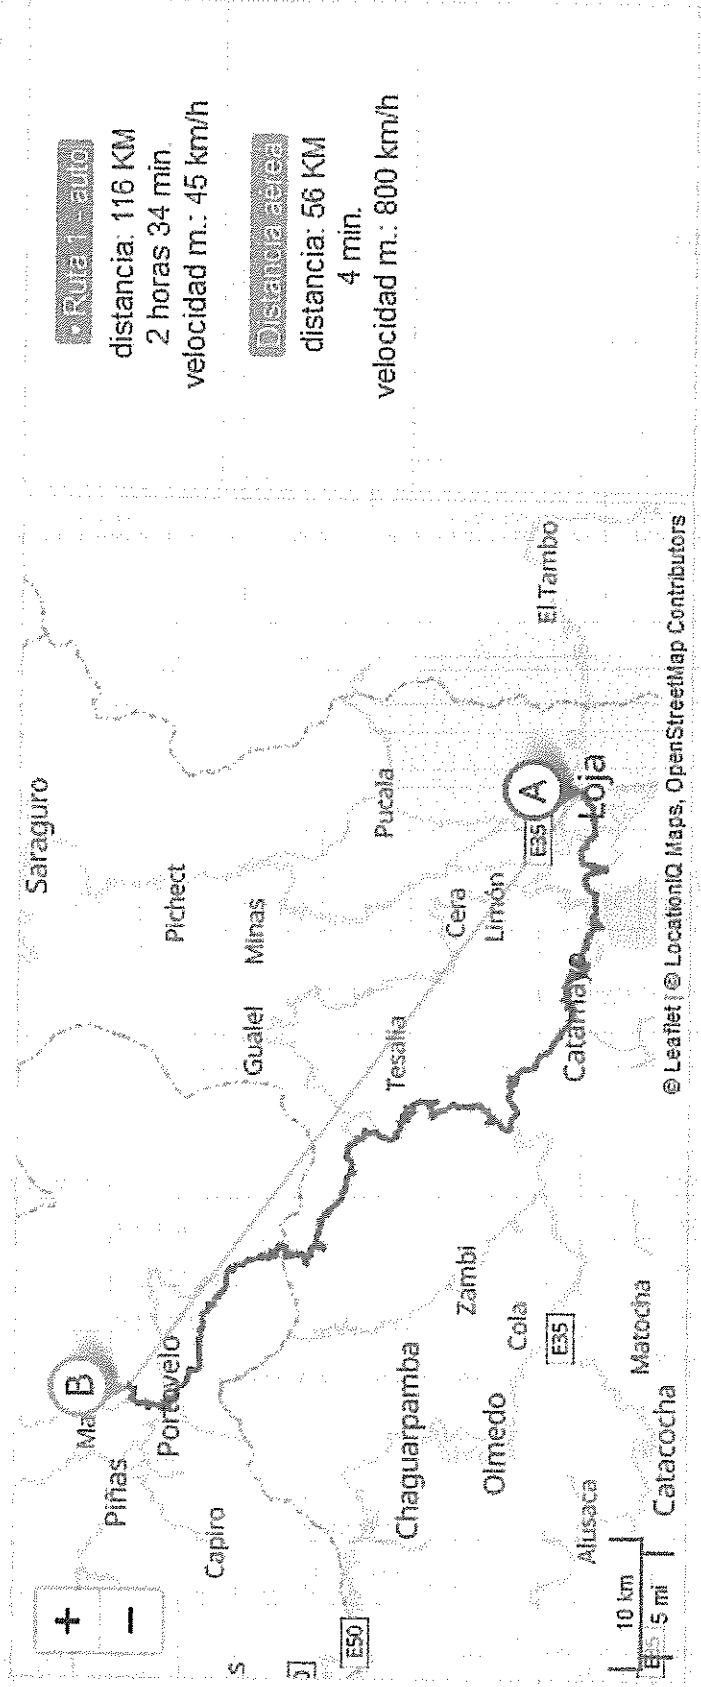 +
−
B
A
Saraguro
Ma
Piñas
Portovelo
Capiro
Pichect
Minas
Gualel
Pucala
Tesalia
Cera
Limón
Chaguarpamba
Zambi
Olmedo
Cola
E35
E35
El Tambo
Loja
Catamayo
Alusaca
Matocha
Catacocha
E50
S
10 km
5 mi
© Leaflet | © LocationIQ Maps, OpenStreetMap Contributors
• Ruta 1 - auto
distancia: 116 KM
2 horas 34 min.
velocidad m.: 45 km/h
Distancia aérea
distancia: 56 KM
4 min.
velocidad m.: 800 km/h